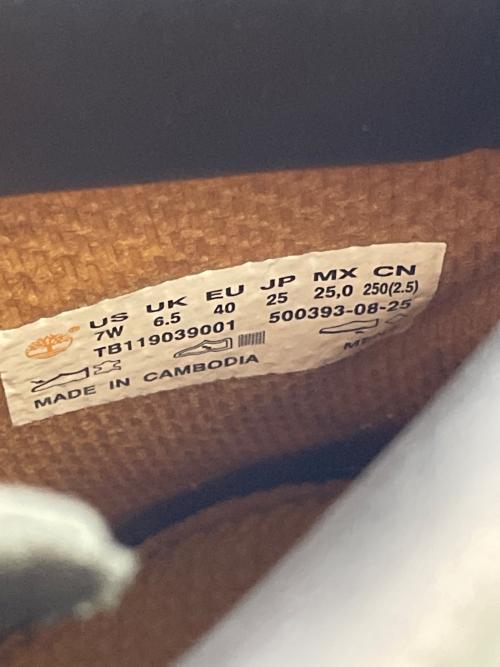 US UK EU JP MX CN
7W 6.5 40 25 25,0 250(2.5)
TB119039001 500393-08-25
MADE IN CAMBODIA